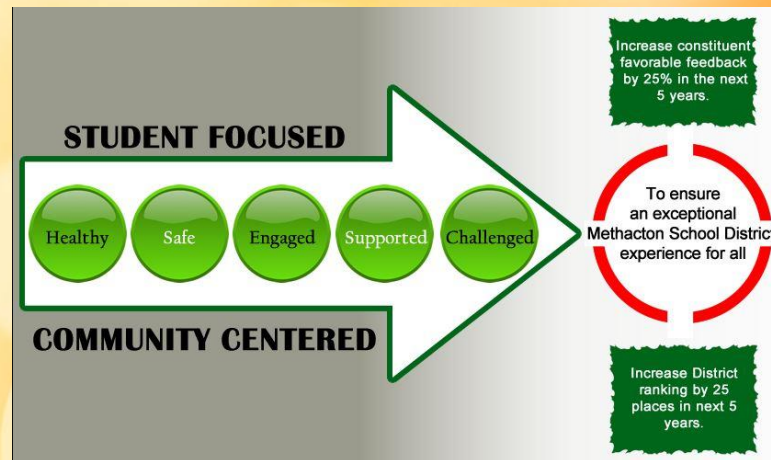 STUDENT FOCUSED
Healthy
Safe
Engaged
Supported
Challenged
COMMUNITY CENTERED
Increase constituent
favorable feedback
by 25% in the next
5 years.
To ensure
an exceptional
Methacton School District
experience for all
Increase District
ranking by 25
places in next 5
years.